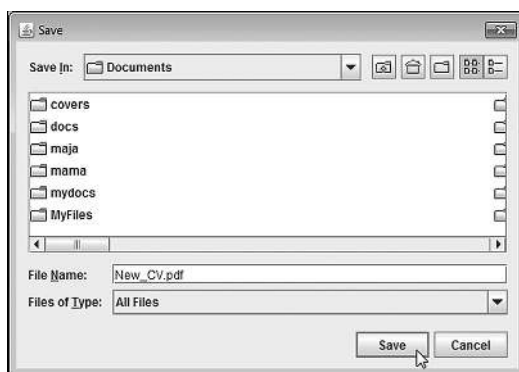 Save
Save In: Documents
covers
docs
maja
mama
mydocs
MyFiles
File Name: New_CV.pdf
Files of Type: All Files
Save Cancel